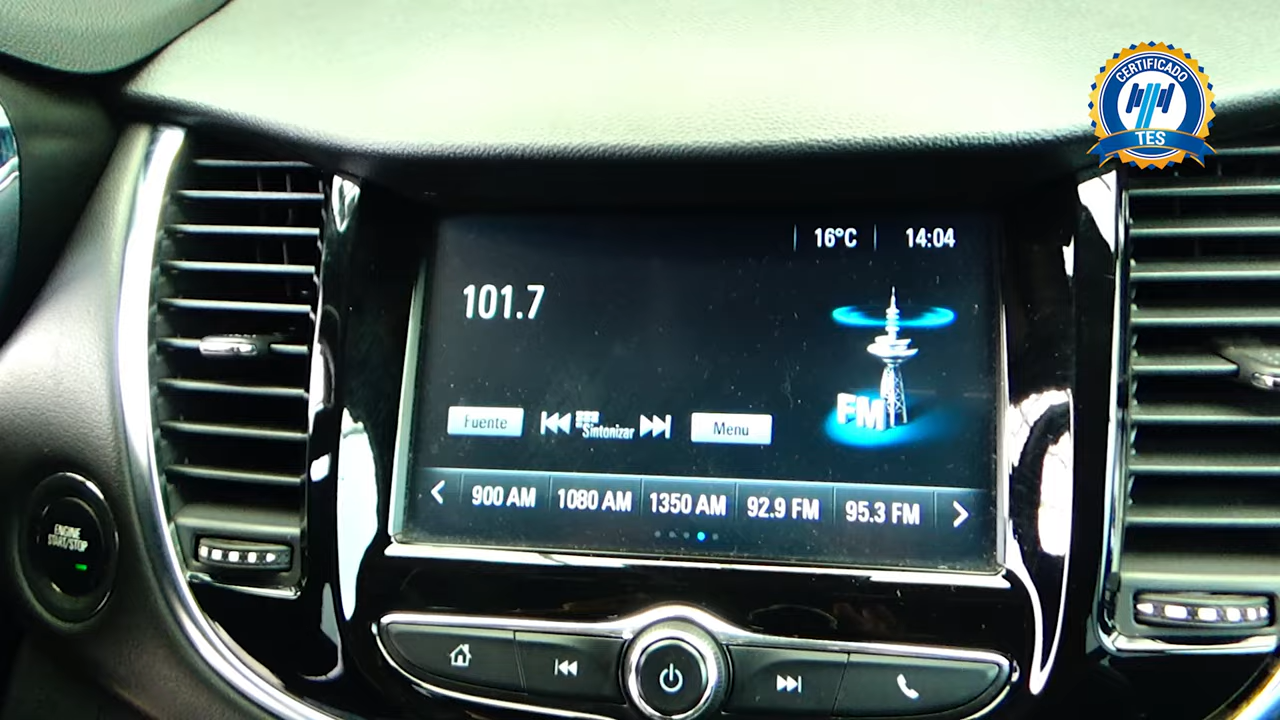 CERTIFICADO
TES
16°C
14:04
101.7
FM
Fuente
Sintonizar
Menu
900 AM
1080 AM
1350 AM
92.9 FM
95.3 FM
ENGINE
START/STOP